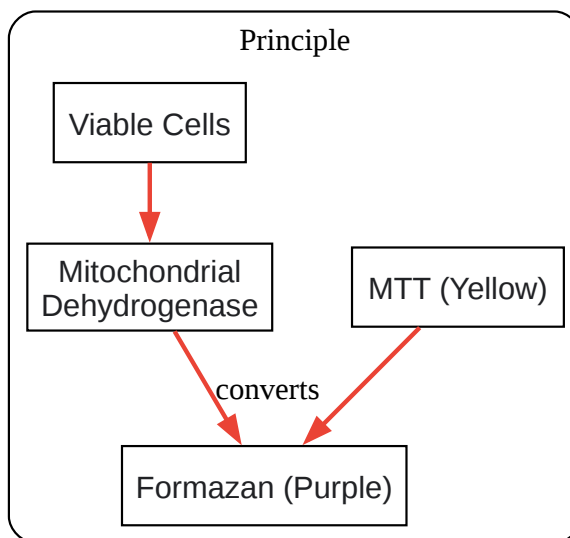 Principle
Viable Cells
Mitochondrial
Dehydrogenase
MTT (Yellow)
converts
Formazan (Purple)